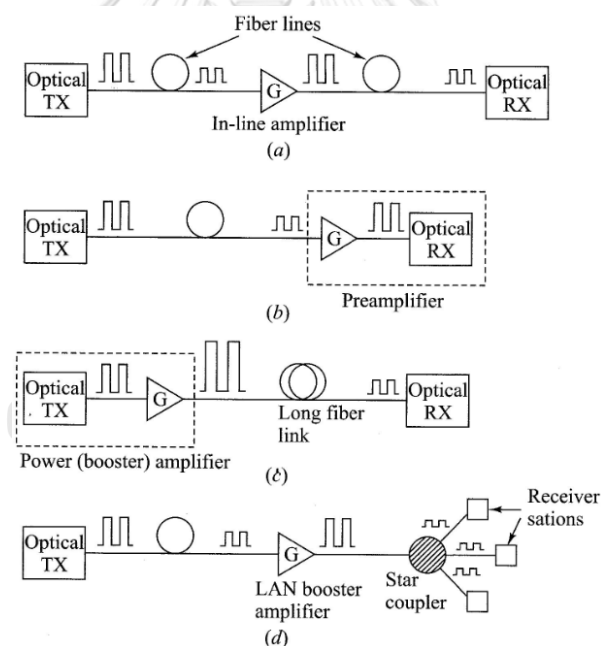 Fiber lines
Optical
TX
G
Optical
RX
In-line amplifier
(a)
Optical
TX
G
Optical
RX
Preamplifier
(b)
Optical
TX
G
Long fiber
link
Optical
RX
Power (booster) amplifier
(c)
Receiver
sations
Optical
TX
G
LAN booster
amplifier
Star
coupler
(d)